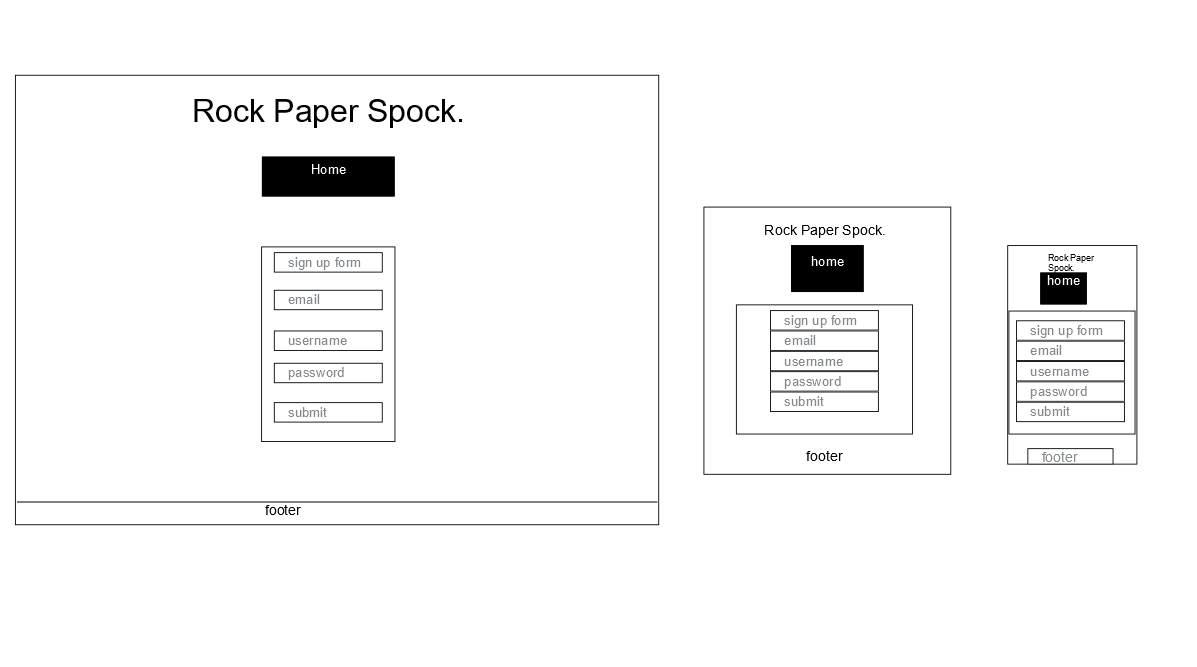 Rock Paper Spock.
Home
sign up form
email
username
password
submit
footer
Rock Paper Spock.
home
sign up form
email
username
password
submit
footer
Rock Paper
Spock.
home
sign up form
email
username
password
submit
footer